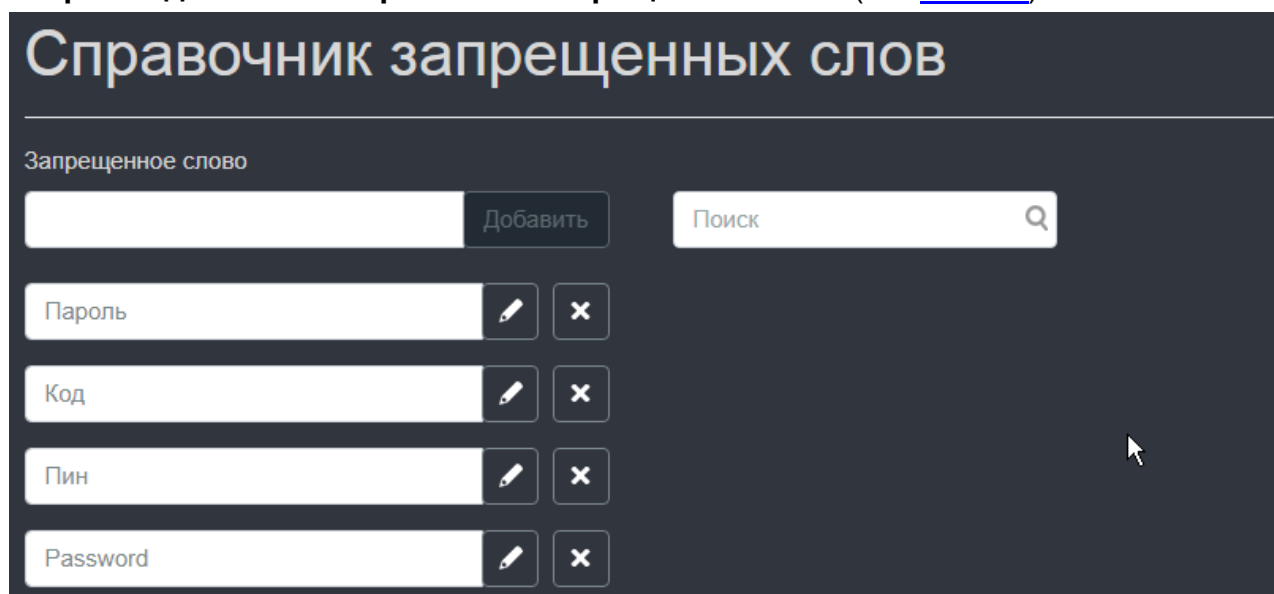 Справочник запрещенных слов
Запрещенное слово
Добавить
Поиск
Пароль
Код
Пин
Password